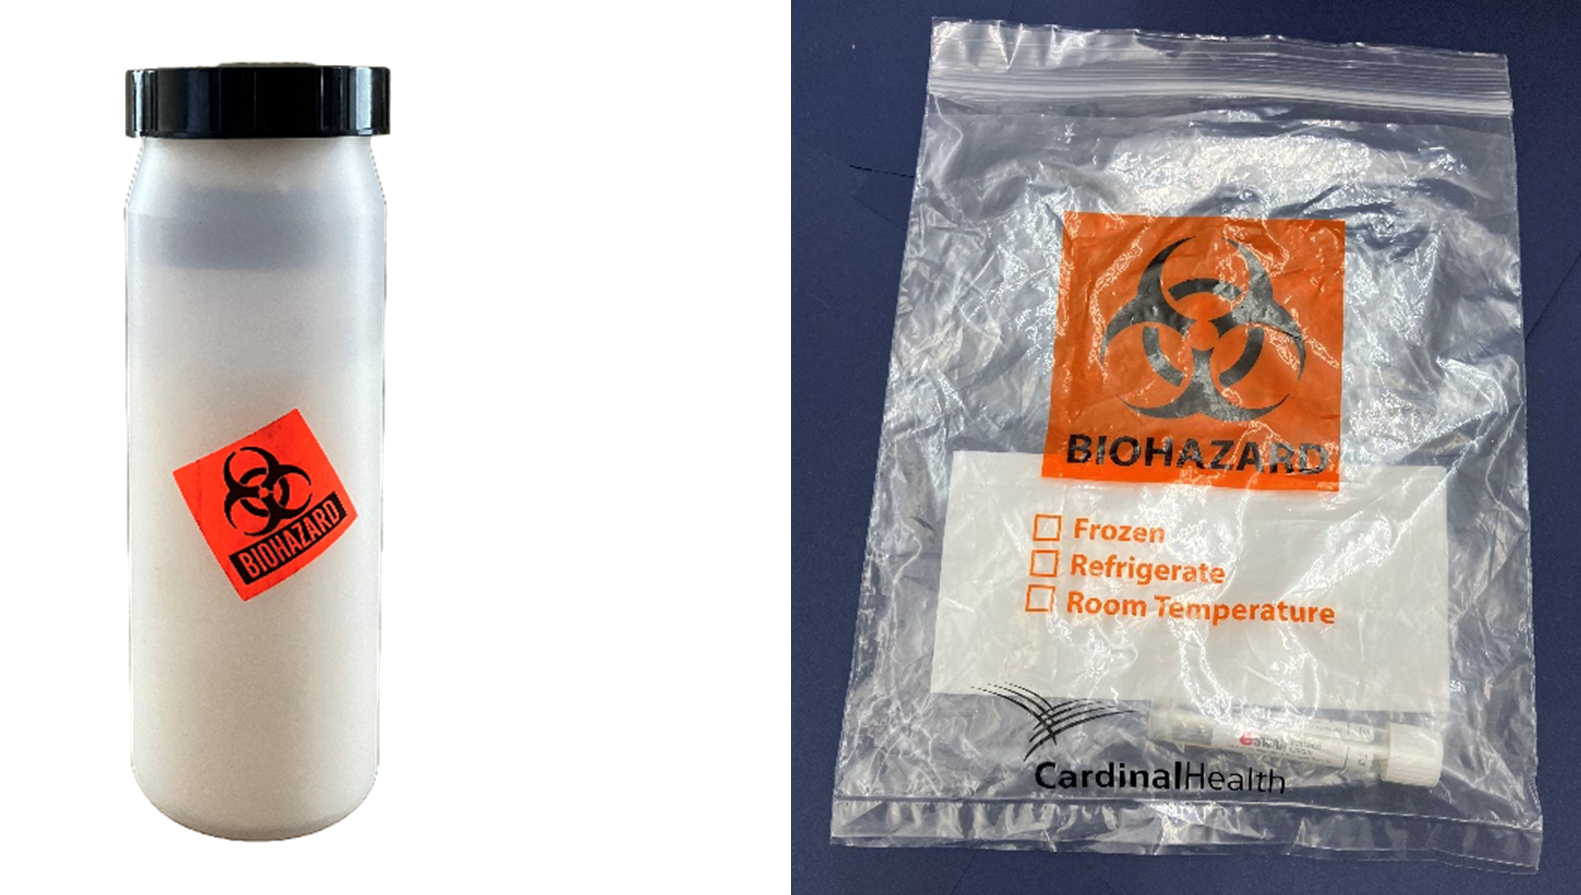 BIOHAZARD
BIOHAZARD
Frozen
Refrigerate
Room Temperature
CardinalHealth